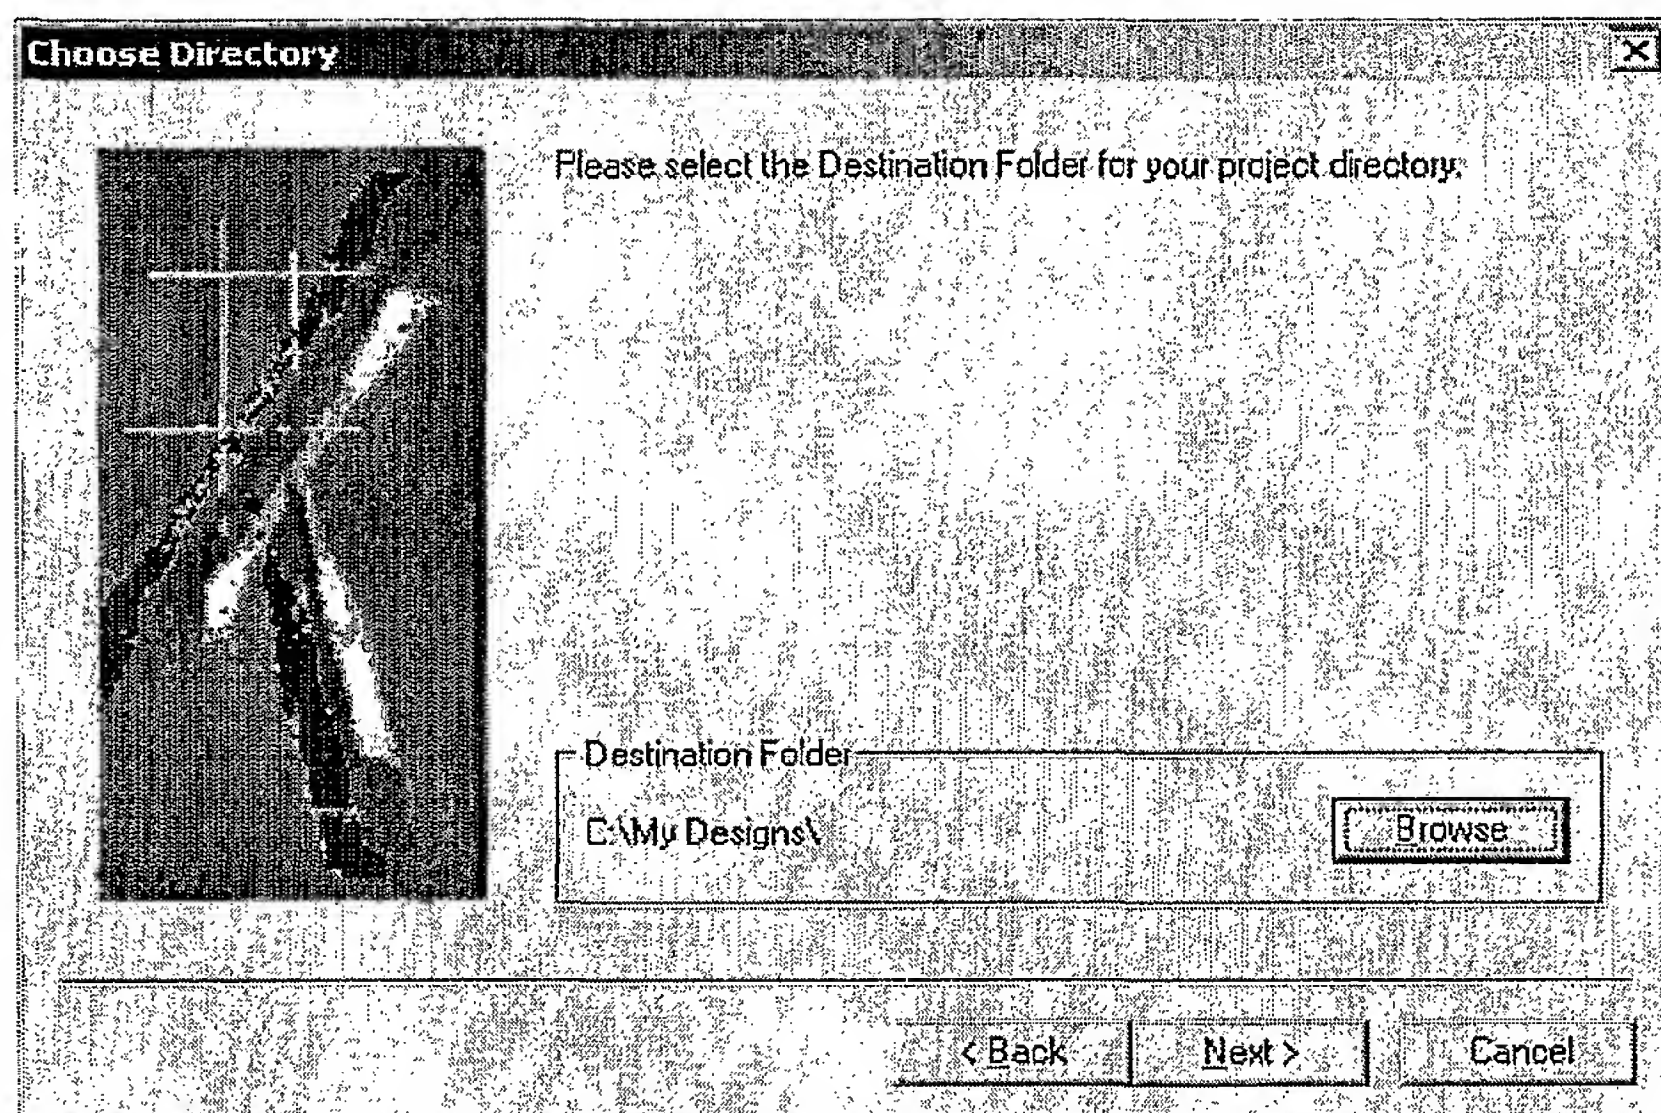 Choose Directory
Please select the Destination Folder for your project directory.
Destination Folder
C:\My Designs\
Browse
< Back
Next >
Cancel